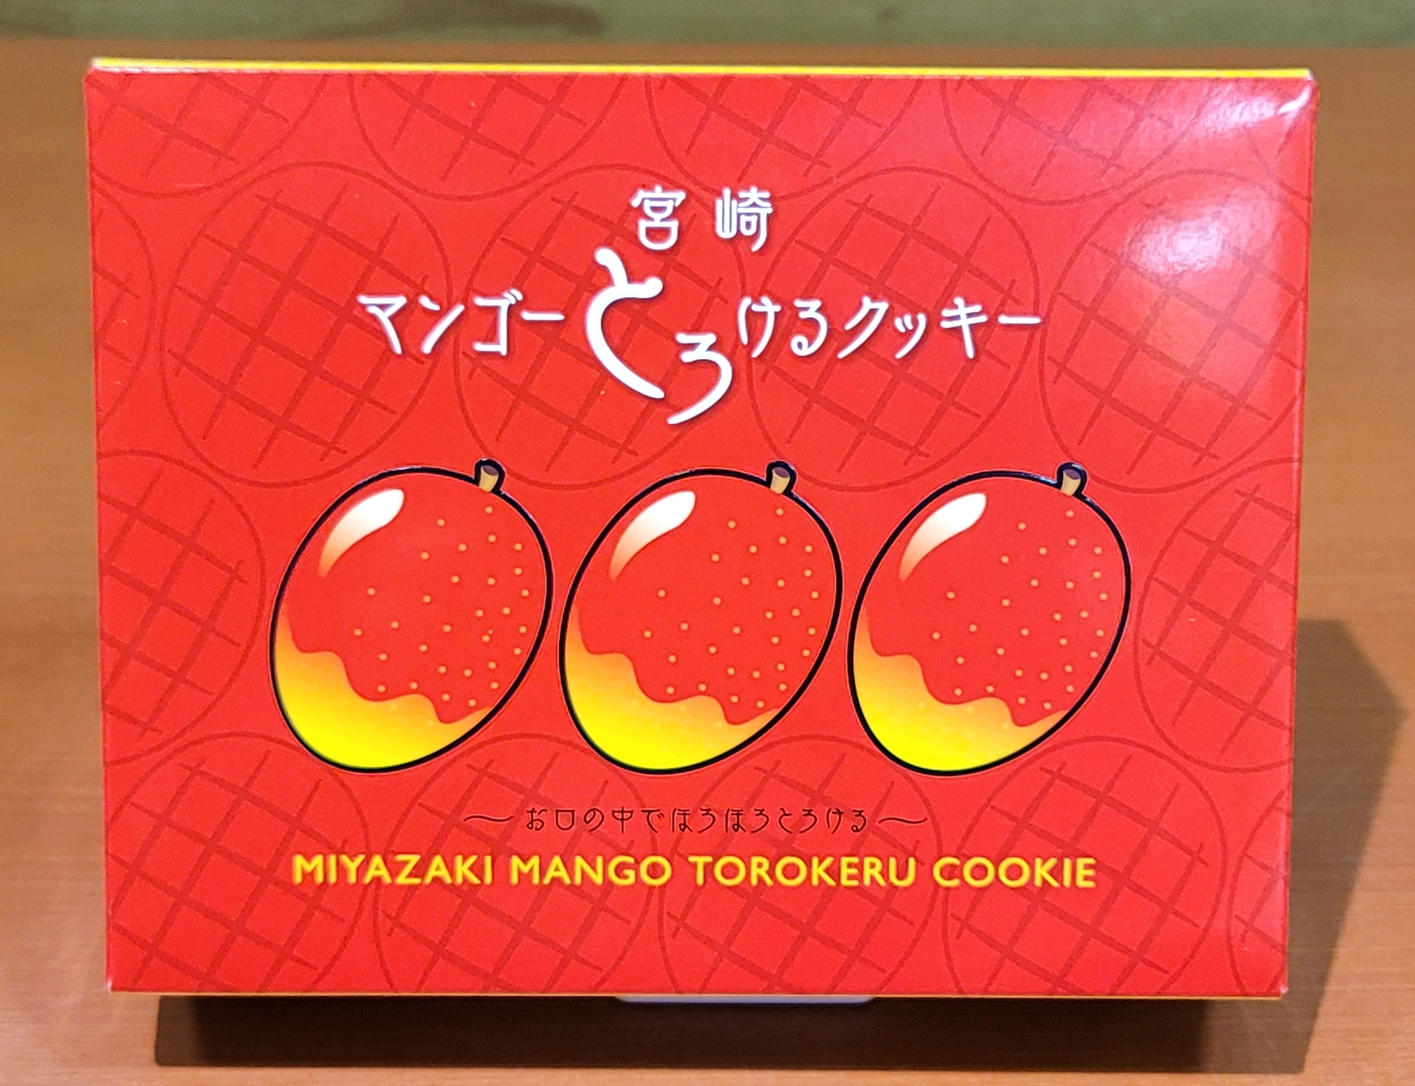 宮崎
マンゴーとろけるクッキー
～お口の中でほろほろとろける～
MIYAZAKI MANGO TOROKERU COOKIE